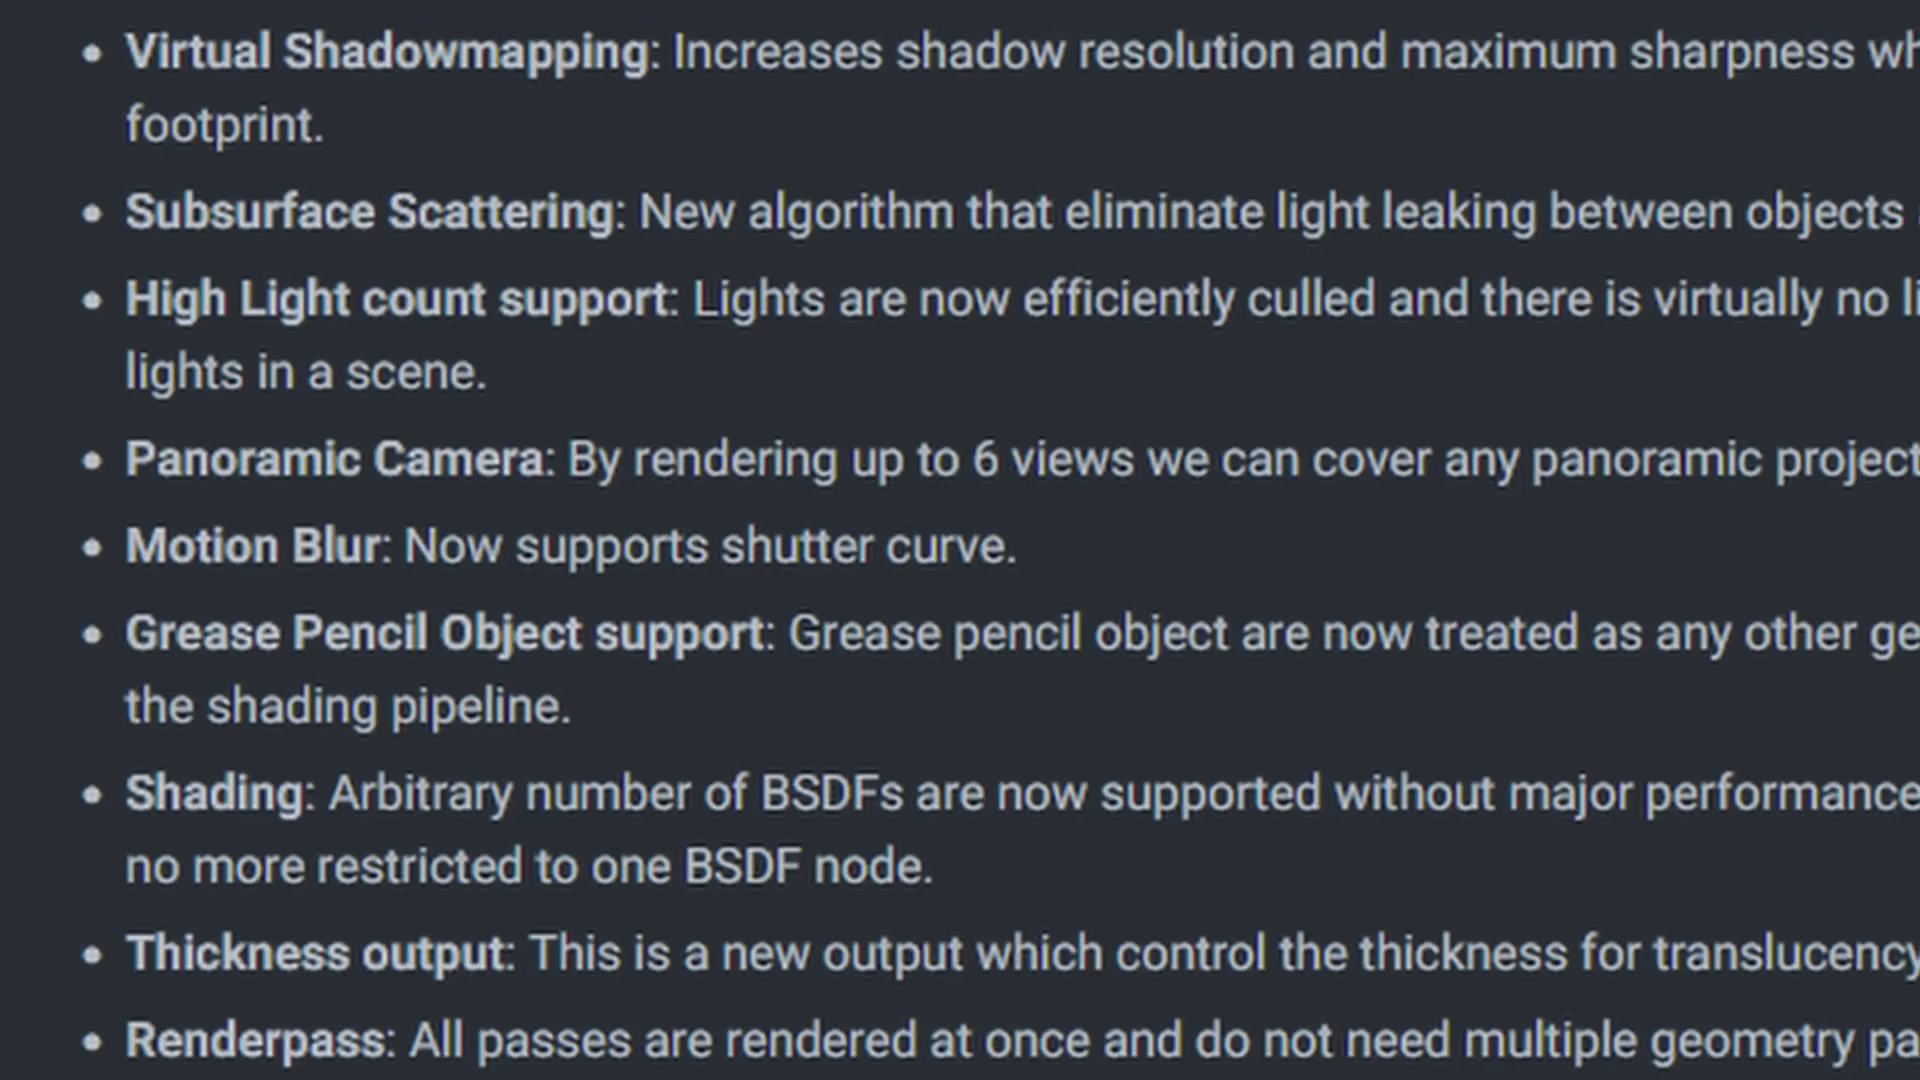 • Virtual Shadowmapping: Increases shadow resolution and maximum sharpness
footprint.
• Subsurface Scattering: New algorithm that eliminate light leaking between objects
• High Light count support: Lights are now efficiently culled and there is virtually no
lights in a scene.
• Panoramic Camera: By rendering up to 6 views we can cover any panoramic project
• Motion Blur: Now supports shutter curve.
• Grease Pencil Object support: Grease pencil object are now treated as any other
the shading pipeline.
• Shading: Arbitrary number of BSDFs are now supported without major performance
no more restricted to one BSDF node.
• Thickness output: This is a new output which control the thickness for translucency
• Renderpass: All passes are rendered at once and do not need multiple geometry